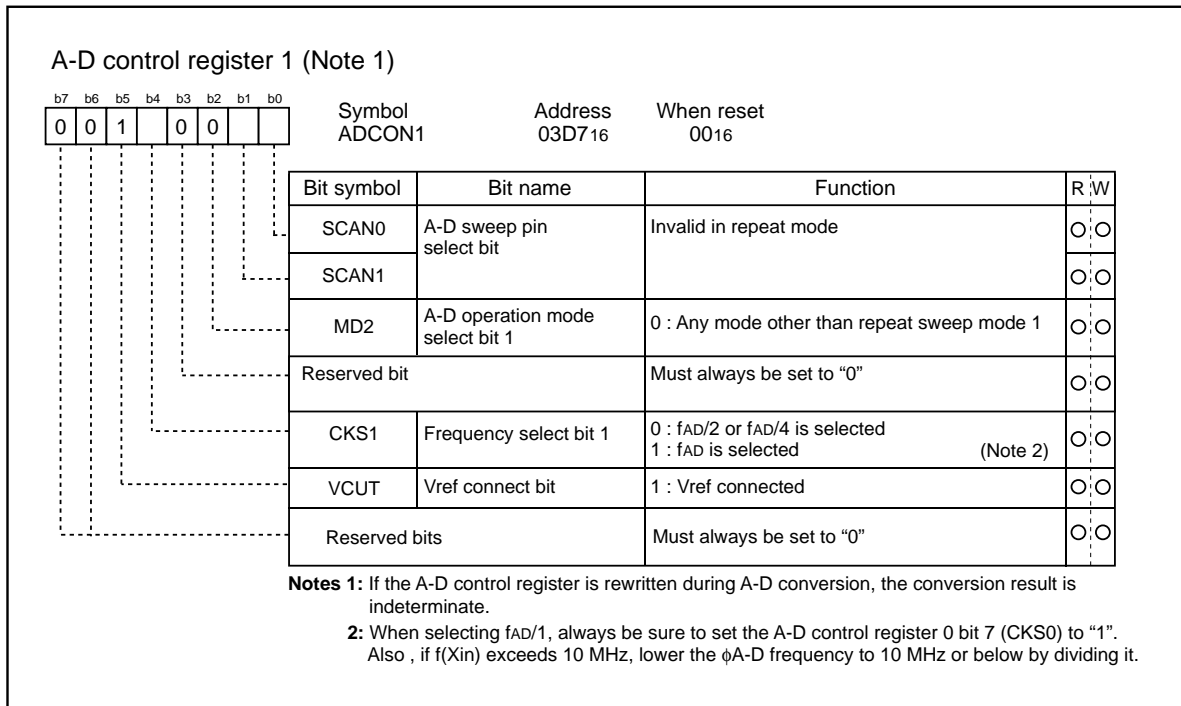 A-D control register 1 (Note 1)
b7 b6 b5 b4 b3 b2 b1 b0
0 0 1 0 0
Symbol Address When reset
ADCON1 03D716 0016
Bit symbol Bit name Function R W
SCAN0 A-D sweep pin select bit Invalid in repeat mode
SCAN1
MD2 A-D operation mode select bit 1 0 : Any mode other than repeat sweep mode 1
Reserved bit Must always be set to “0”
CKS1 Frequency select bit 1 0 : fAD/2 or fAD/4 is selected
1 : fAD is selected (Note 2)
VCUT Vref connect bit 1 : Vref connected
Reserved bits Must always be set to “0”
Notes 1: If the A-D control register is rewritten during A-D conversion, the conversion result is
indeterminate.
2: When selecting fAD/1, always be sure to set the A-D control register 0 bit 7 (CKS0) to “1”.
Also , if f(Xin) exceeds 10 MHz, lower the ϕA-D frequency to 10 MHz or below by dividing it.